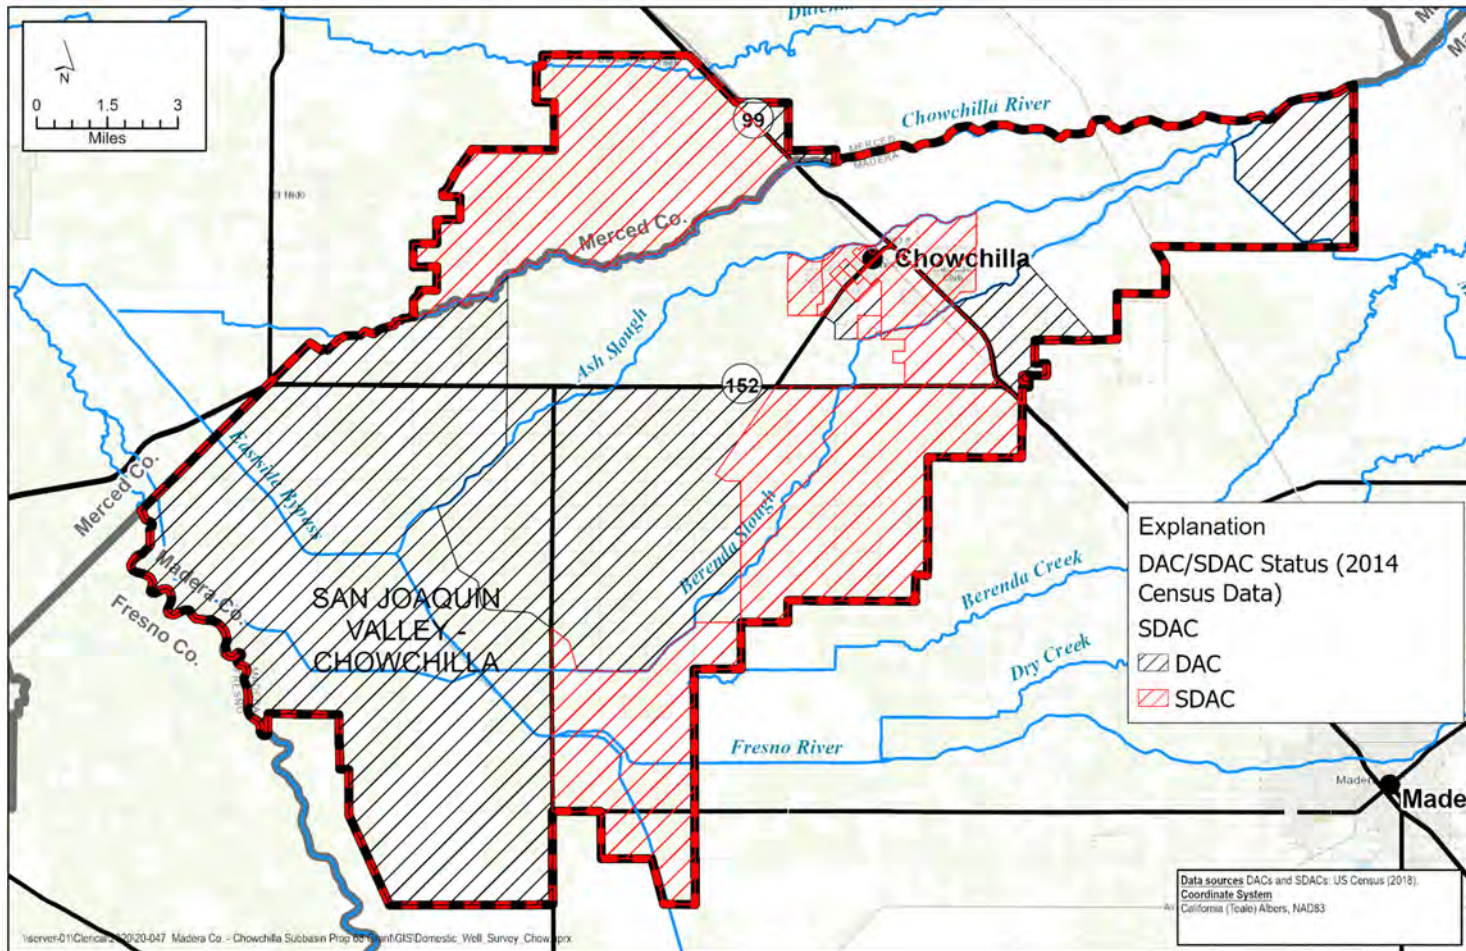 N
0 1.5 3
Miles
99
Chowchilla River
MERCED
MADERA
Merced Co.
Chowchilla
Ash Slough
152
Eastside Bypass
Merced Co.
Madera Co.
Fresno Co.
Berenda Slough
SAN JOAQUIN
VALLEY -
CHOWCHILLA
Berenda Creek
Dry Creek
Fresno River
Explanation
DAC/SDAC Status (2014
Census Data)
SDAC
DAC
SDAC
Made
Data sources DACs and SDACs: US Census (2018).
Coordinate System
California (Teale) Albers, NAD83